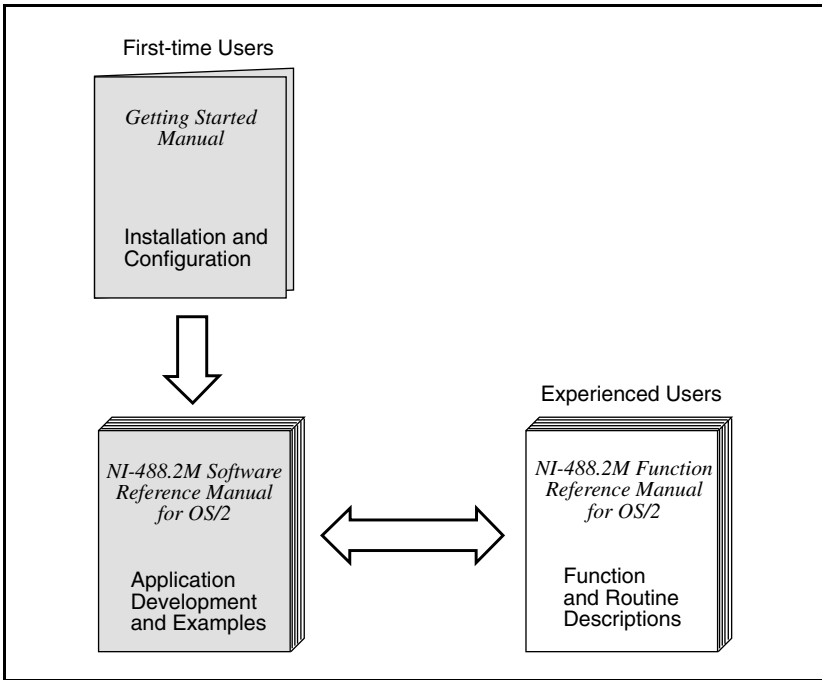 First-time Users
Getting Started
Manual
Installation and
Configuration
Experienced Users
NI-488.2M Software
Reference Manual
for OS/2
Application
Development
and Examples
NI-488.2M Function
Reference Manual
for OS/2
Function
and Routine
Descriptions